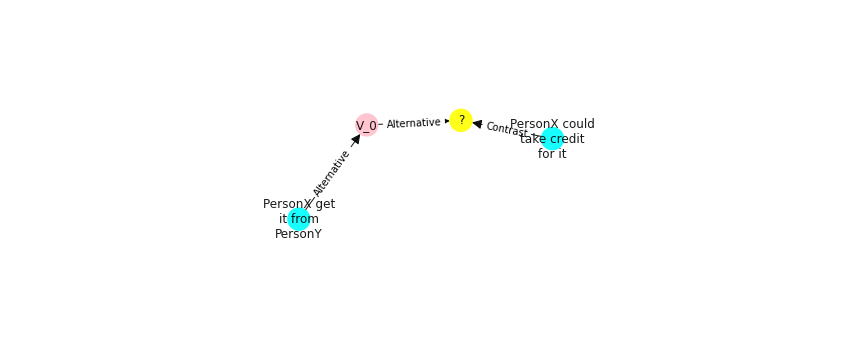 V_0
Alternative
?
Contrast
PersonX could
take credit
for it
Alternative
PersonX get
it from
PersonY